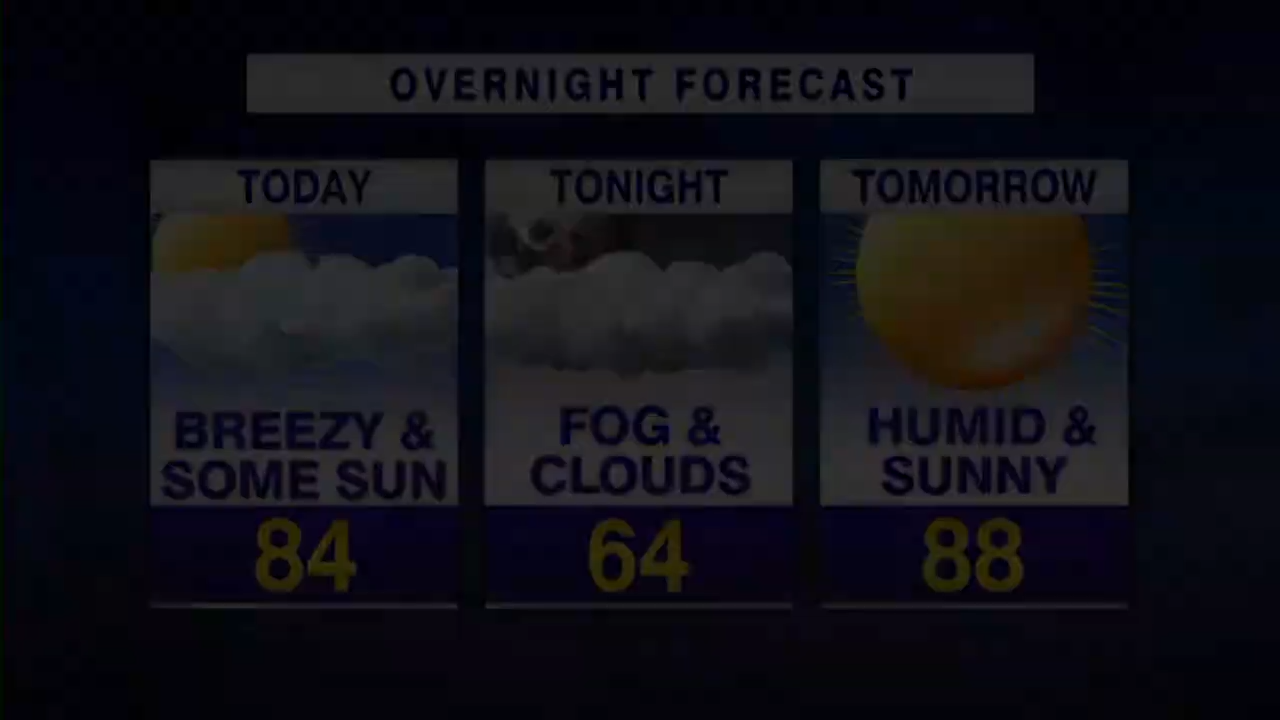 OVERNIGHT FORECAST
TODAY
BREEZY &
SOME SUN
84
TONIGHT
FOG &
CLOUDS
64
TOMORROW
HUMID &
SUNNY
88